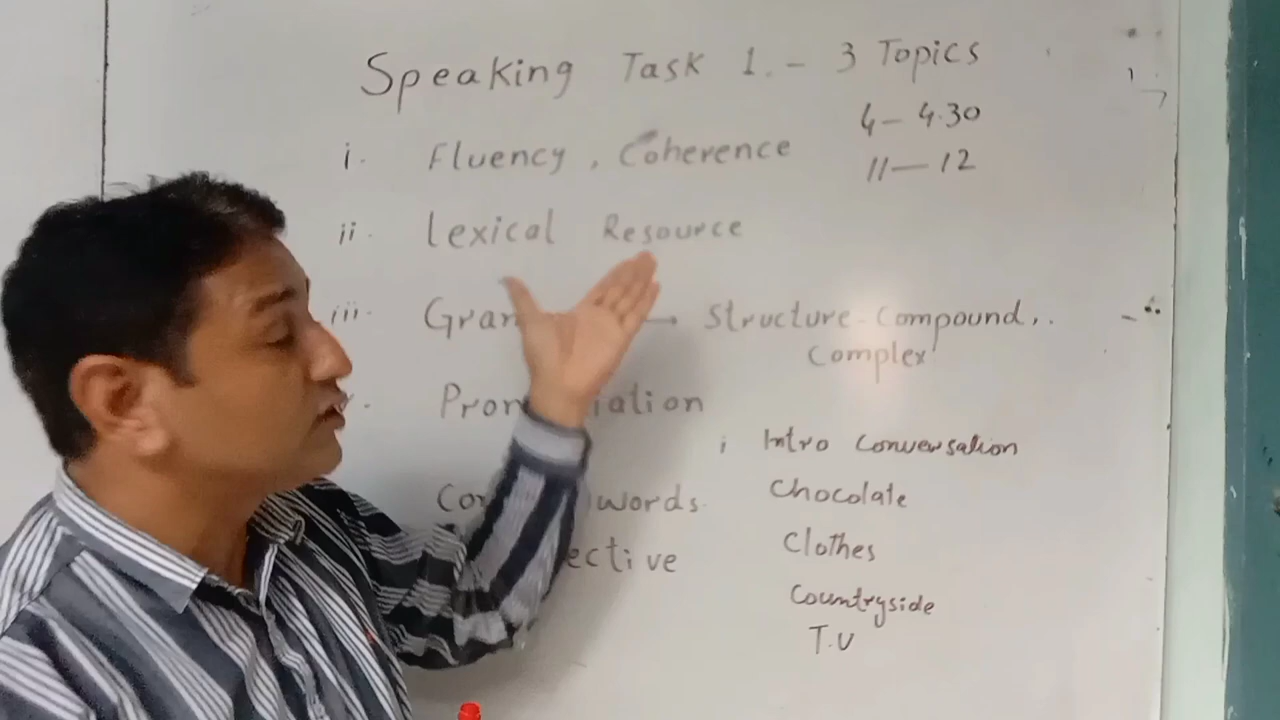 Speaking Task 1. - 3 Topics
4 - 4.30
i. Fluency, Coherence
11 — 12
ii. Lexical Resource
iii. → Structure - Compound,.
Complex
i Intro Conversation
words.
Chocolate
Clothes
Countryside
T.V